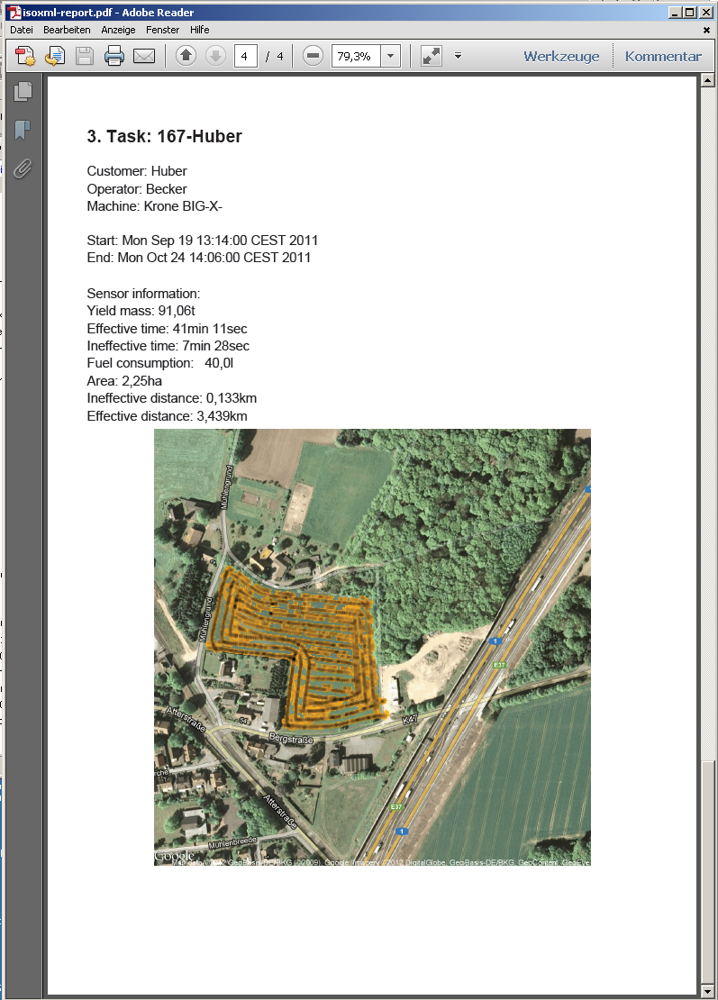 isoxml-report.pdf - Adobe Reader
Datei Bearbeiten Anzeige Fenster Hilfe
4 / 4 79,3% Werkzeuge Kommentar
3. Task: 167-Huber
Customer: Huber
Operator: Becker
Machine: Krone BIG-X-
Start: Mon Sep 19 13:14:00 CEST 2011
End: Mon Oct 24 14:06:00 CEST 2011
Sensor information:
Yield mass: 91,06t
Effective time: 41min 11sec
Ineffective time: 7min 28sec
Fuel consumption: 40,0l
Area: 2,25ha
Ineffective distance: 0,133km
Effective distance: 3,439km
Mühlengrund
Mühlengrund
1
E37
K47
Atterstraße
Bergstraße
Atterstraße
E37
1
Mühlenbreede
Google
Map data ©2012 GeoBasis-DE/BKG (©2009), Google. Imagery ©2012 DigitalGlobe, GeoBasis-DE/BKG, GeoContent, GeoEye